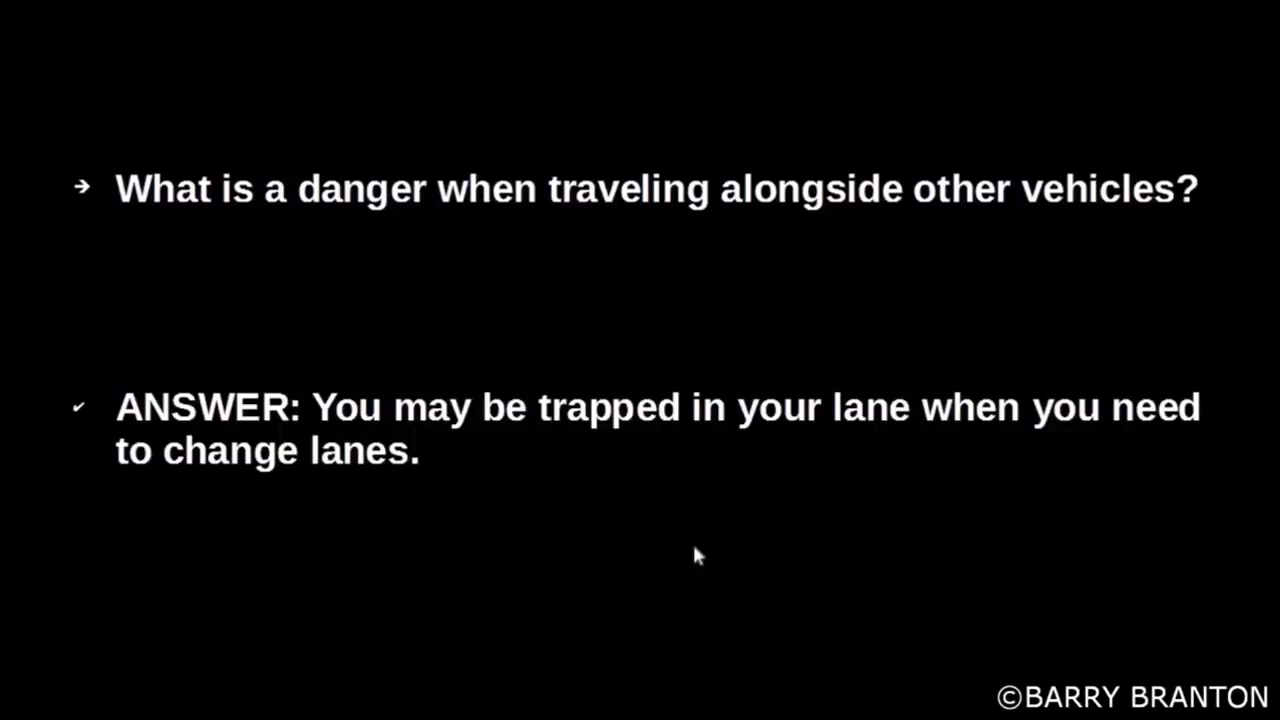 ➔ What is a danger when traveling alongside other vehicles?
✔ ANSWER: You may be trapped in your lane when you need
to change lanes.
©BARRY BRANTON